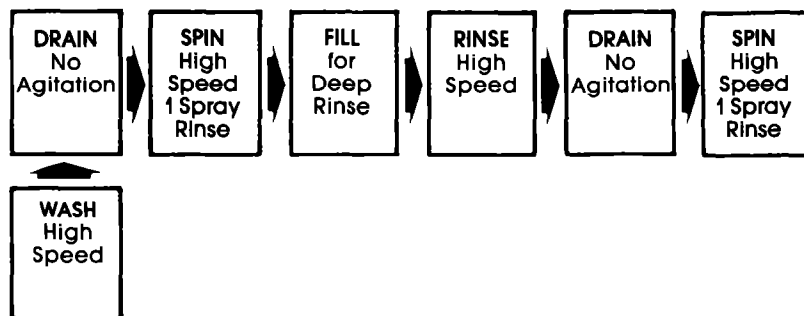 DRAIN
No
Agitation
SPIN
High
Speed
1 Spray
Rinse
FILL
for
Deep
Rinse
RINSE
High
Speed
DRAIN
No
Agitation
SPIN
High
Speed
1 Spray
Rinse
WASH
High
Speed